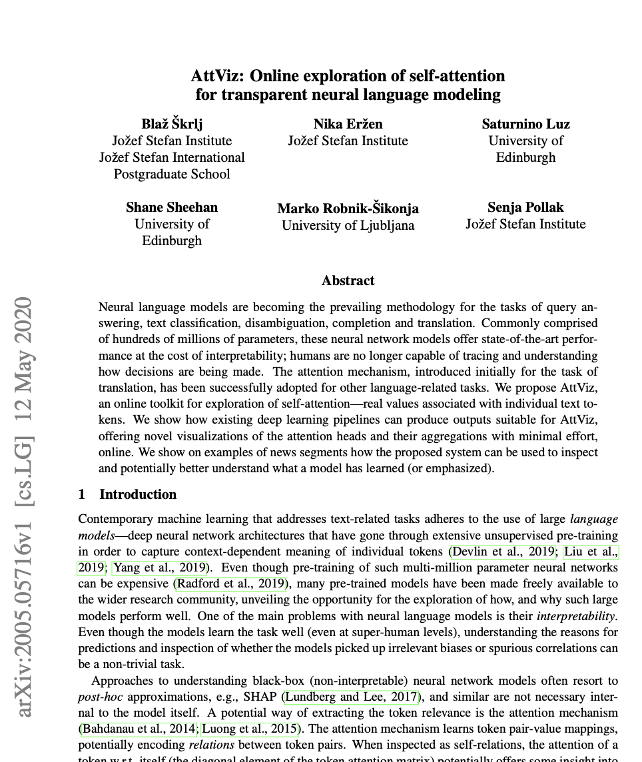 AttViz: Online exploration of self-attention
for transparent neural language modeling
Blaž Škrlj
Jožef Stefan Institute
Jožef Stefan International
Postgraduate School
Nika Eržen
Jožef Stefan Institute
Saturnino Luz
University of
Edinburgh
Shane Sheehan
University of
Edinburgh
Marko Robnik-Šikonja
University of Ljubljana
Senja Pollak
Jožef Stefan Institute
Abstract
Neural language models are becoming the prevailing methodology for the tasks of query an-
swering, text classification, disambiguation, completion and translation. Commonly comprised
of hundreds of millions of parameters, these neural network models offer state-of-the-art perfor-
mance at the cost of interpretability; humans are no longer capable of tracing and understanding
how decisions are being made. The attention mechanism, introduced initially for the task of
translation, has been successfully adopted for other language-related tasks. We propose AttViz,
an online toolkit for exploration of self-attention—real values associated with individual text to-
kens. We show how existing deep learning pipelines can produce outputs suitable for AttViz,
offering novel visualizations of the attention heads and their aggregations with minimal effort,
online. We show on examples of news segments how the proposed system can be used to inspect
and potentially better understand what a model has learned (or emphasized).
1 Introduction
Contemporary machine learning that addresses text-related tasks adheres to the use of large language
models—deep neural network architectures that have gone through extensive unsupervised pre-training
in order to capture context-dependent meaning of individual tokens (Devlin et al., 2019; Liu et al.,
2019; Yang et al., 2019). Even though pre-training of such multi-million parameter neural networks
can be expensive (Radford et al., 2019), many pre-trained models have been made freely available to
the wider research community, unveiling the opportunity for the exploration of how, and why such large
models perform well. One of the main problems with neural language models is their interpretability.
Even though the models learn the task well (even at super-human levels), understanding the reasons for
predictions and inspection of whether the models picked up irrelevant biases or spurious correlations can
be a non-trivial task.
Approaches to understanding black-box (non-interpretable) neural network models often resort to
post-hoc approximations, e.g., SHAP (Lundberg and Lee, 2017), and similar are not necessary inter-
nal to the model itself. A potential way of extracting the token relevance is the attention mechanism
(Bahdanau et al., 2014; Luong et al., 2015). The attention mechanism learns token pair-value mappings,
potentially encoding relations between token pairs. When inspected as self-relations, the attention of a
token w.r.t. itself (the diagonal element of the token attention matrix) potentially offers some insight into
arXiv:2005.05716v1 [cs.LG] 12 May 2020